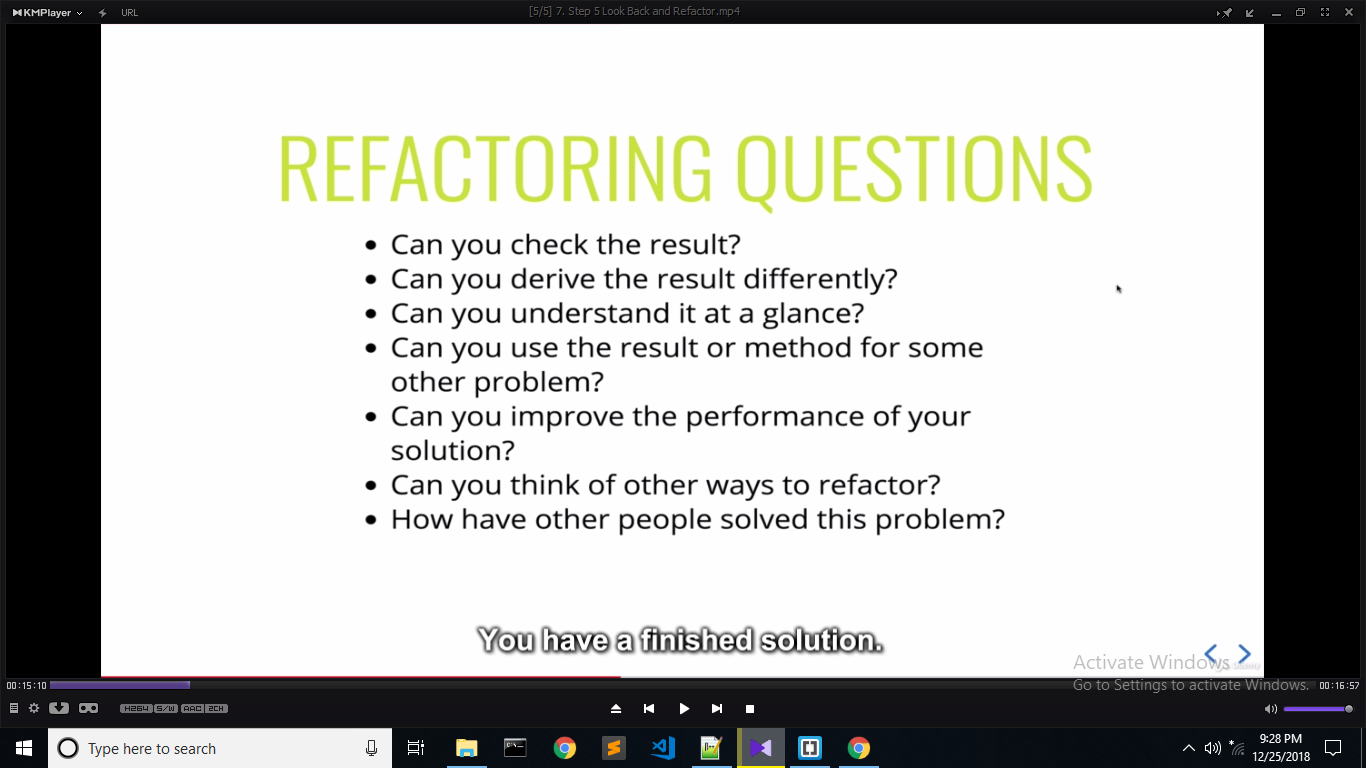 KMPlayer
URL
[5/5] 7. Step 5 Look Back and Refactor.mp4
REFACTORING QUESTIONS
• Can you check the result?
• Can you derive the result differently?
• Can you understand it at a glance?
• Can you use the result or method for some
other problem?
• Can you improve the performance of your
solution?
• Can you think of other ways to refactor?
• How have other people solved this problem?
You have a finished solution.
Activate Windows
Go to Settings to activate Windows.
00:15:10
00:16:57
H264 S/W AAC 2CH
Type here to search
9:28 PM
12/25/2018